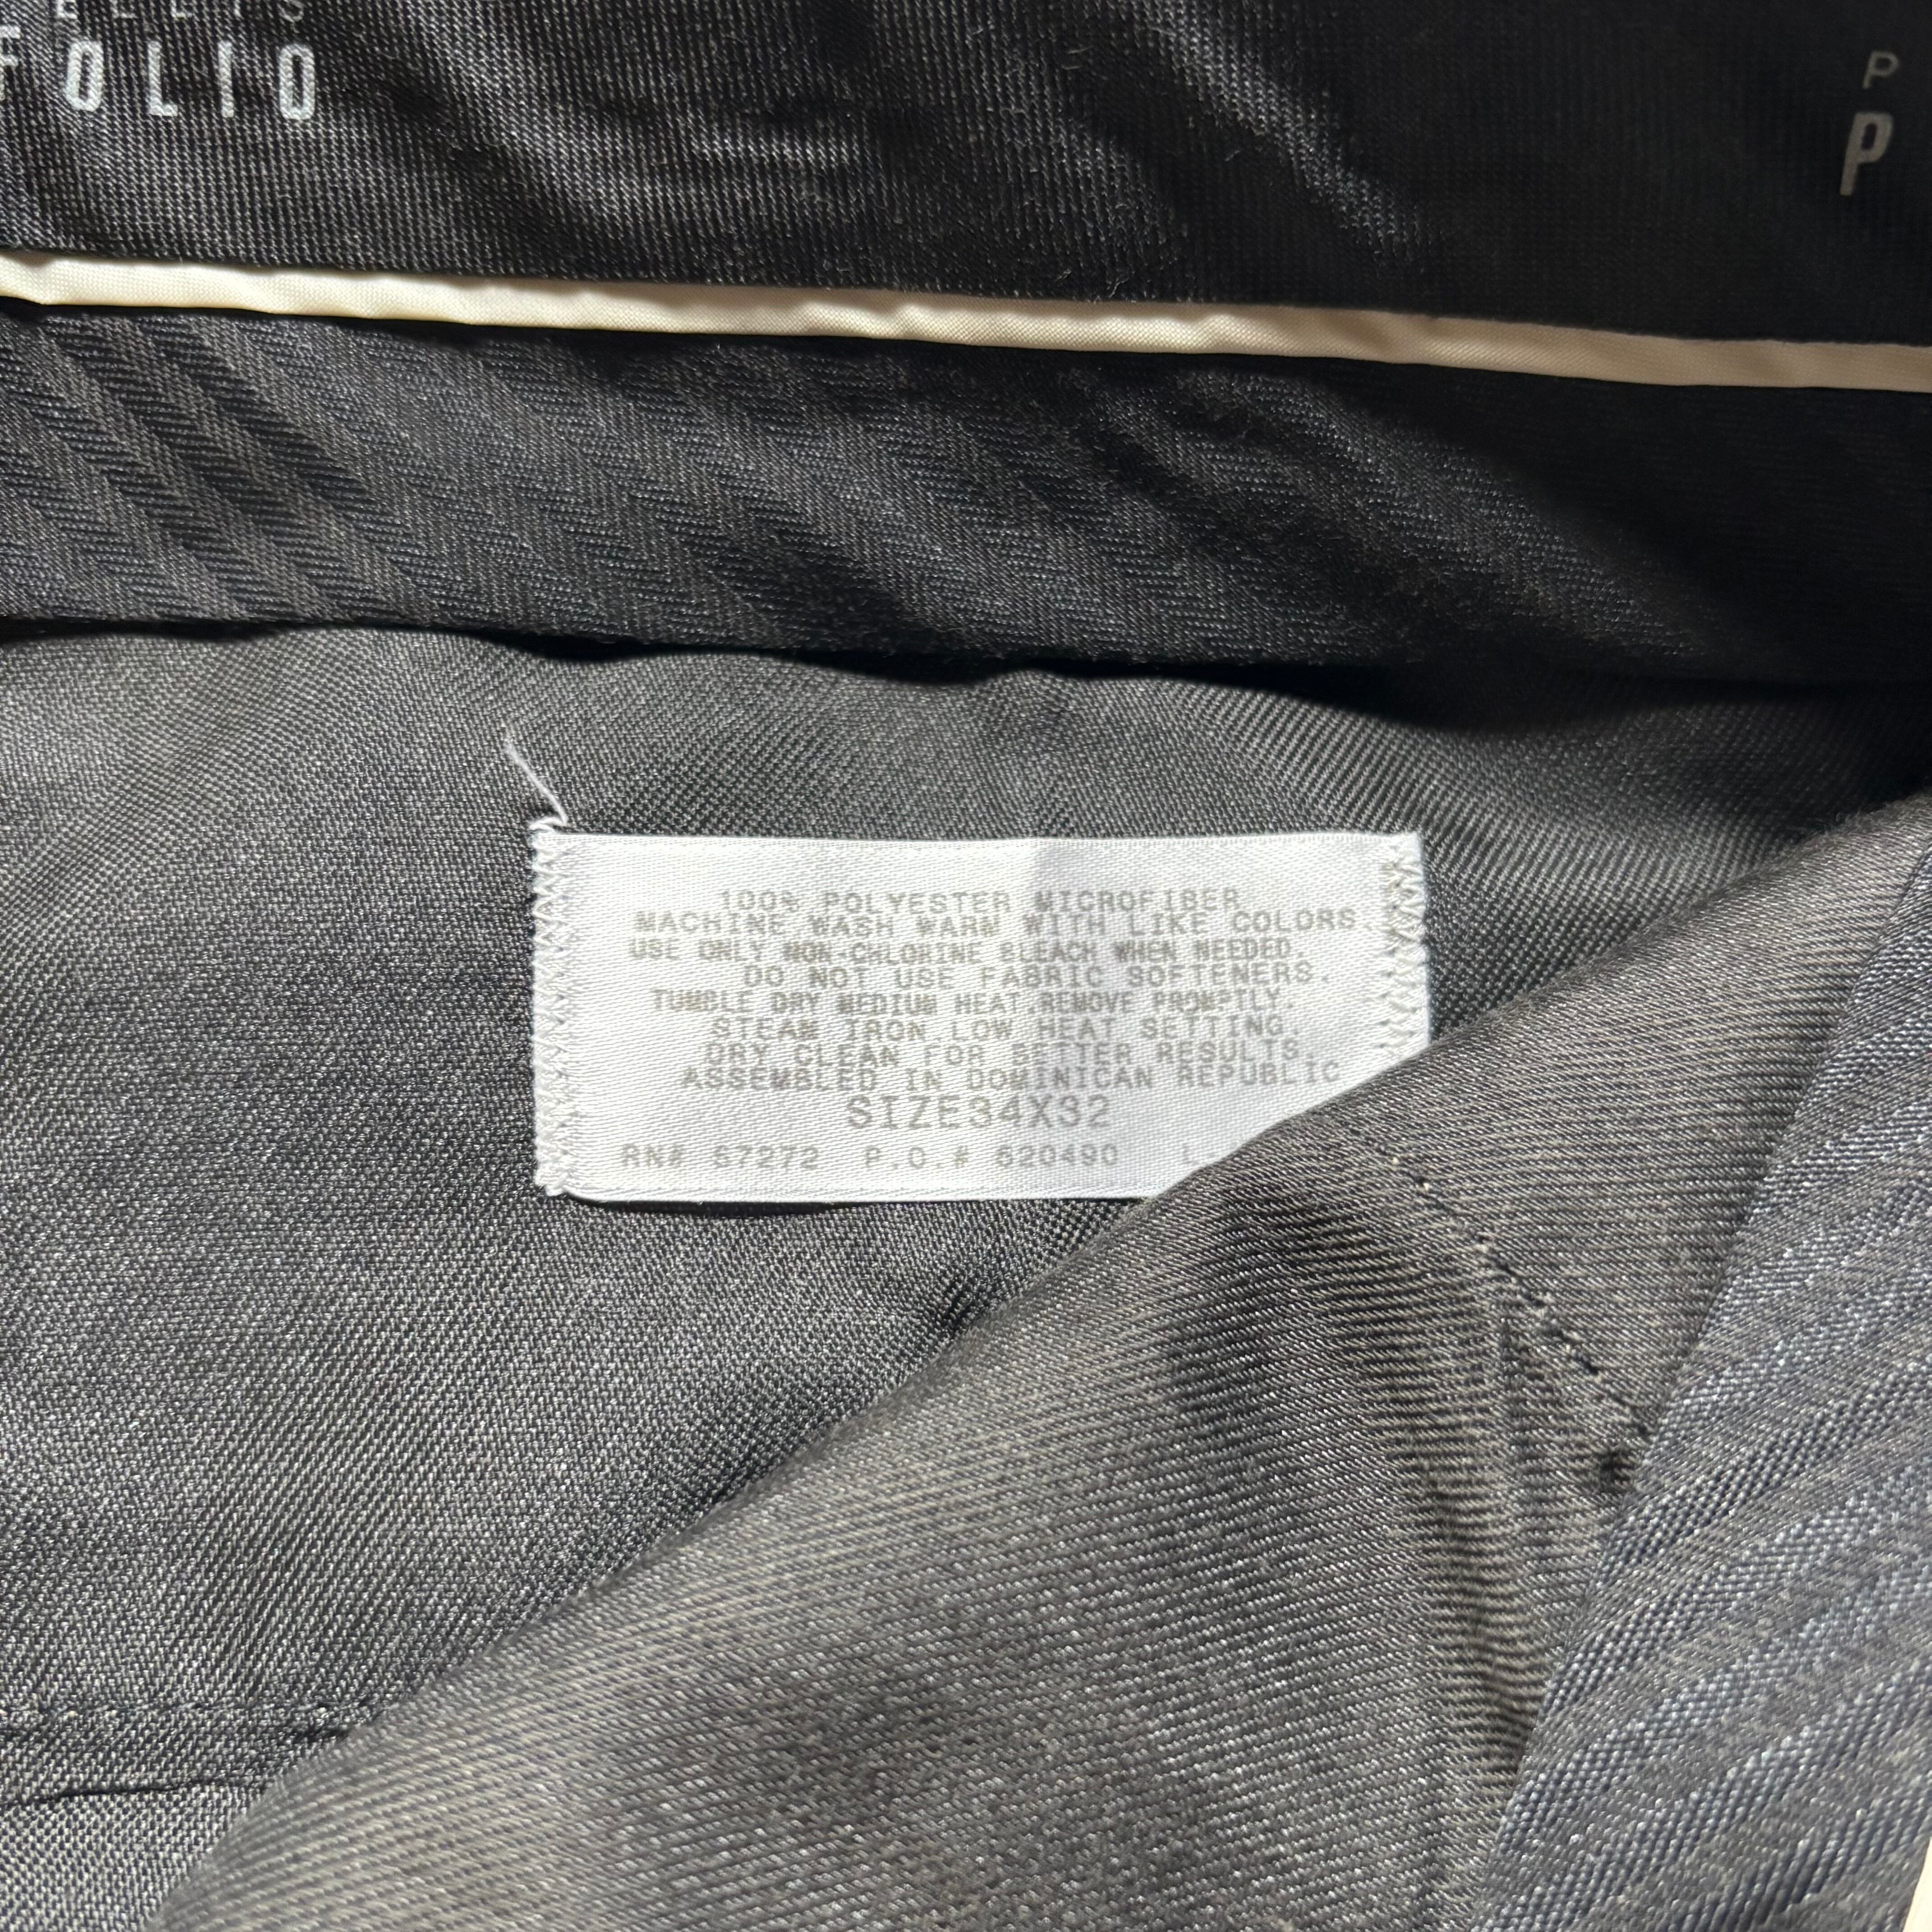 ELLIS
FOLIO
P
P
100% POLYESTER MICROFIBER
MACHINE WASH WARM WITH LIKE COLORS.
USE ONLY NON-CHLORINE BLEACH WHEN NEEDED.
DO NOT USE FABRIC SOFTENERS.
TUMBLE DRY MEDIUM HEAT.REMOVE PROMPTLY.
STEAM IRON LOW HEAT SETTING.
DRY CLEAN FOR BETTER RESULTS.
ASSEMBLED IN DOMINICAN REPUBLIC
SIZE34X32
RN# 67272 P.O.# 620490 L